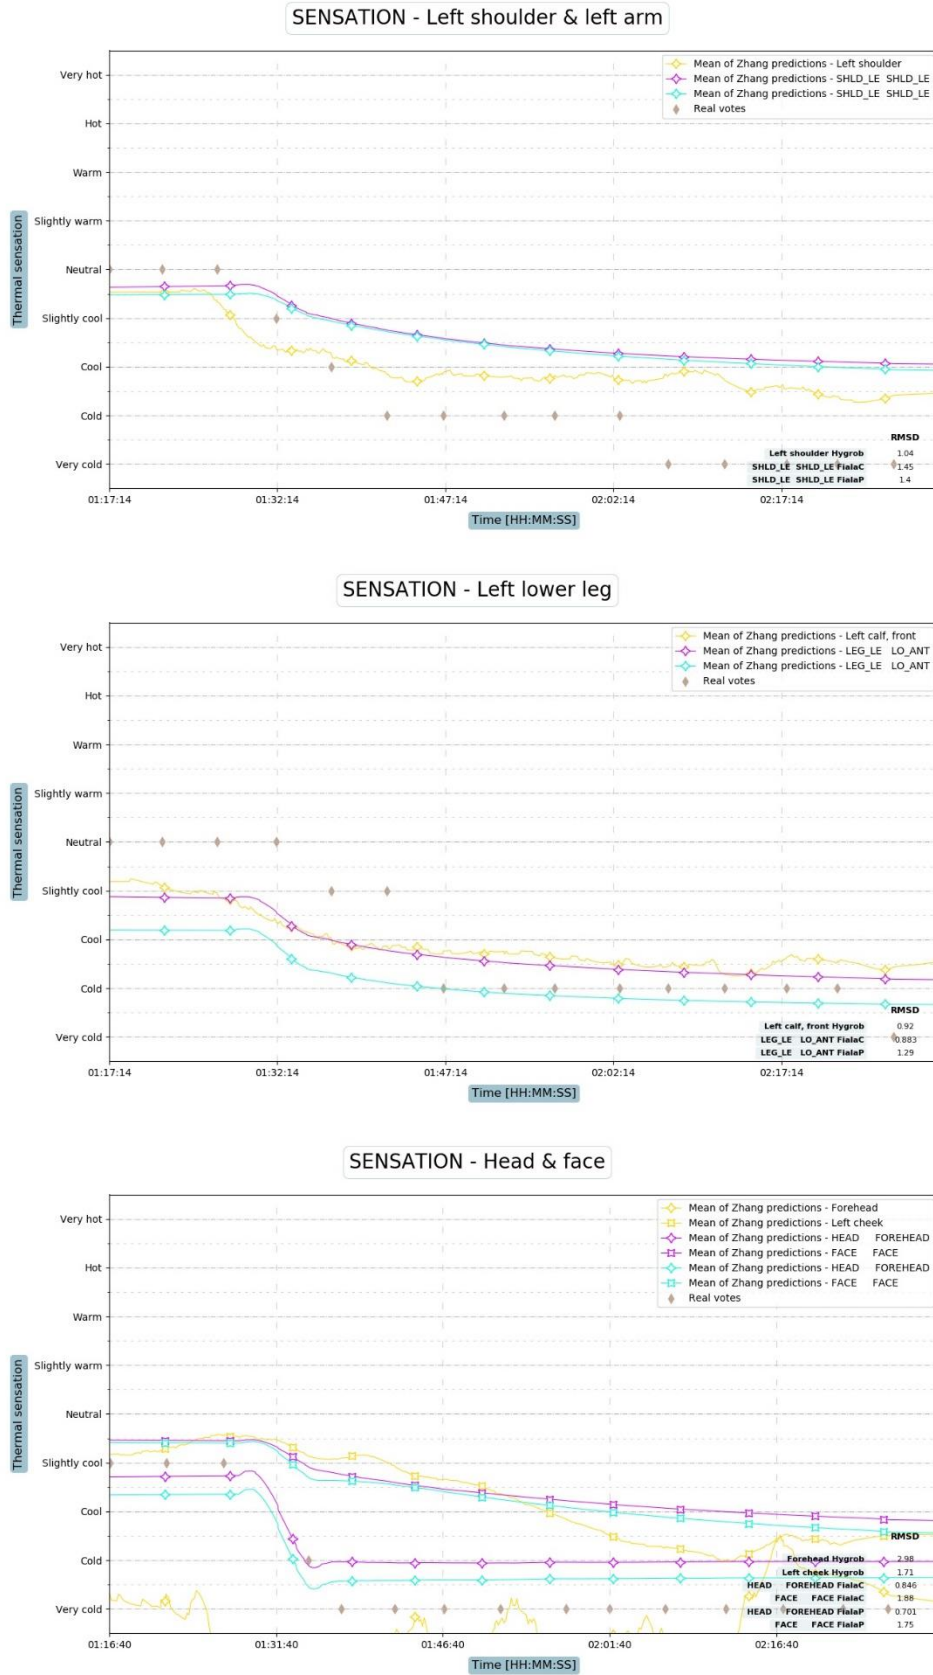 SENSATION - Left shoulder & left arm
Very hot
Hot
Warm
Slightly warm
Neutral
Slightly cool
Cool
Cold
Very cold
Thermal sensation
Mean of Zhang predictions - Left shoulder
Mean of Zhang predictions - SHLD_LE SHLD_LE
Mean of Zhang predictions - SHLD_LE SHLD_LE
Real votes
RMSD
Left shoulder Hygrob 1.04
SHLD_LE SHLD_LE FialaC 1.45
SHLD_LE SHLD_LE FialaP 1.4
01:17:14 01:32:14 01:47:14 02:02:14 02:17:14
Time [HH:MM:SS]
SENSATION - Left lower leg
Very hot
Hot
Warm
Slightly warm
Neutral
Slightly cool
Cool
Cold
Very cold
Thermal sensation
Mean of Zhang predictions - Left calf, front
Mean of Zhang predictions - LEG_LE LO_ANT
Mean of Zhang predictions - LEG_LE LO_ANT
Real votes
RMSD
Left calf, front Hygrob 0.92
LEG_LE LO_ANT FialaC 0.883
LEG_LE LO_ANT FialaP 1.29
01:17:14 01:32:14 01:47:14 02:02:14 02:17:14
Time [HH:MM:SS]
SENSATION - Head & face
Very hot
Hot
Warm
Slightly warm
Neutral
Slightly cool
Cool
Cold
Very cold
Thermal sensation
Mean of Zhang predictions - Forehead
Mean of Zhang predictions - Left cheek
Mean of Zhang predictions - HEAD FOREHEAD
Mean of Zhang predictions - FACE FACE
Mean of Zhang predictions - HEAD FOREHEAD
Mean of Zhang predictions - FACE FACE
Real votes
RMSD
Forehead Hygrob 2.98
Left cheek Hygrob 1.71
HEAD FOREHEAD FialaC 0.846
FACE FACE FialaC 1.88
HEAD FOREHEAD FialaP 0.701
FACE FACE FialaP 1.75
01:16:40 01:31:40 01:46:40 02:01:40 02:16:40
Time [HH:MM:SS]